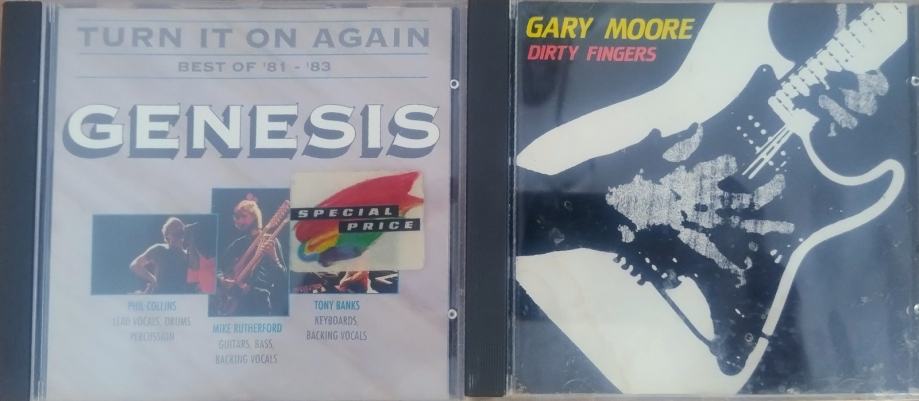 TURN IT ON AGAIN
BEST OF '81 - '83
GENESIS
SPECIAL
PRICE
PHIL COLLINS
LEAD VOCALS, DRUMS
PERCUSSION
MIKE RUTHERFORD
GUITARS, BASS,
BACKING VOCALS
TONY BANKS
KEYBOARDS,
BACKING VOCALS
GARY MOORE
DIRTY FINGERS